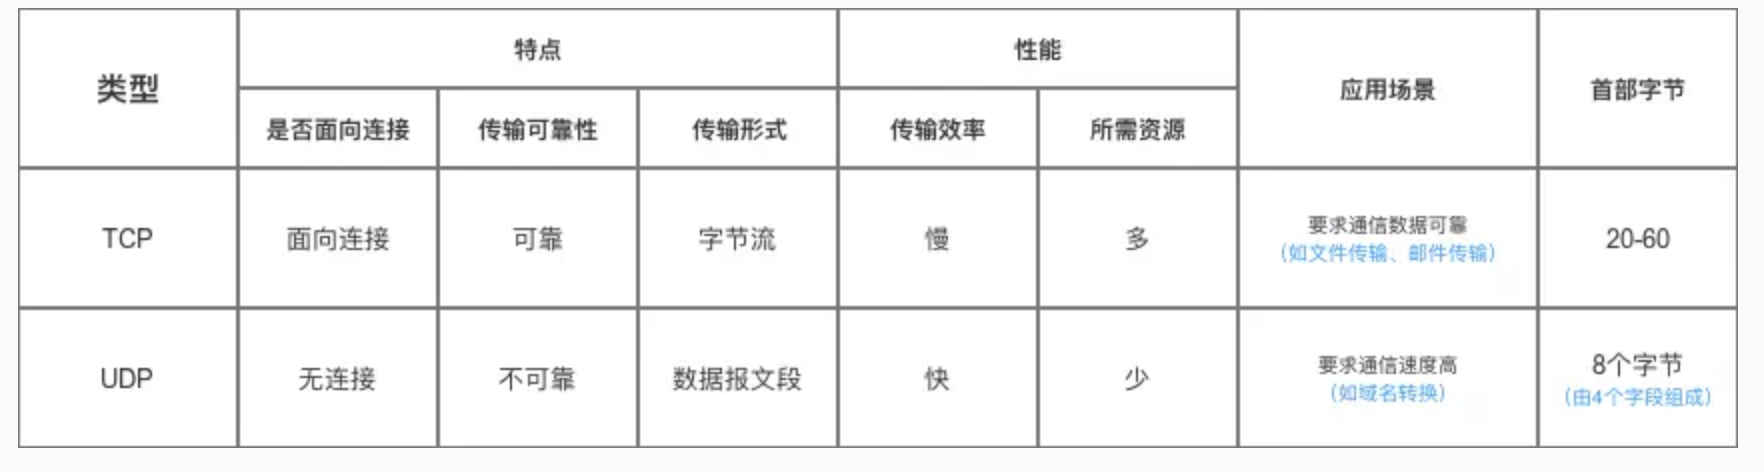 类型
特点
性能
应用场景
首部字节
是否面向连接
传输可靠性
传输形式
传输效率
所需资源
TCP
面向连接
可靠
字节流
慢
多
要求通信数据可靠
（如文件传输、邮件传输）
20-60
UDP
无连接
不可靠
数据报文段
快
少
要求通信速度高
（如域名转换）
8个字节
（由4个字段组成）